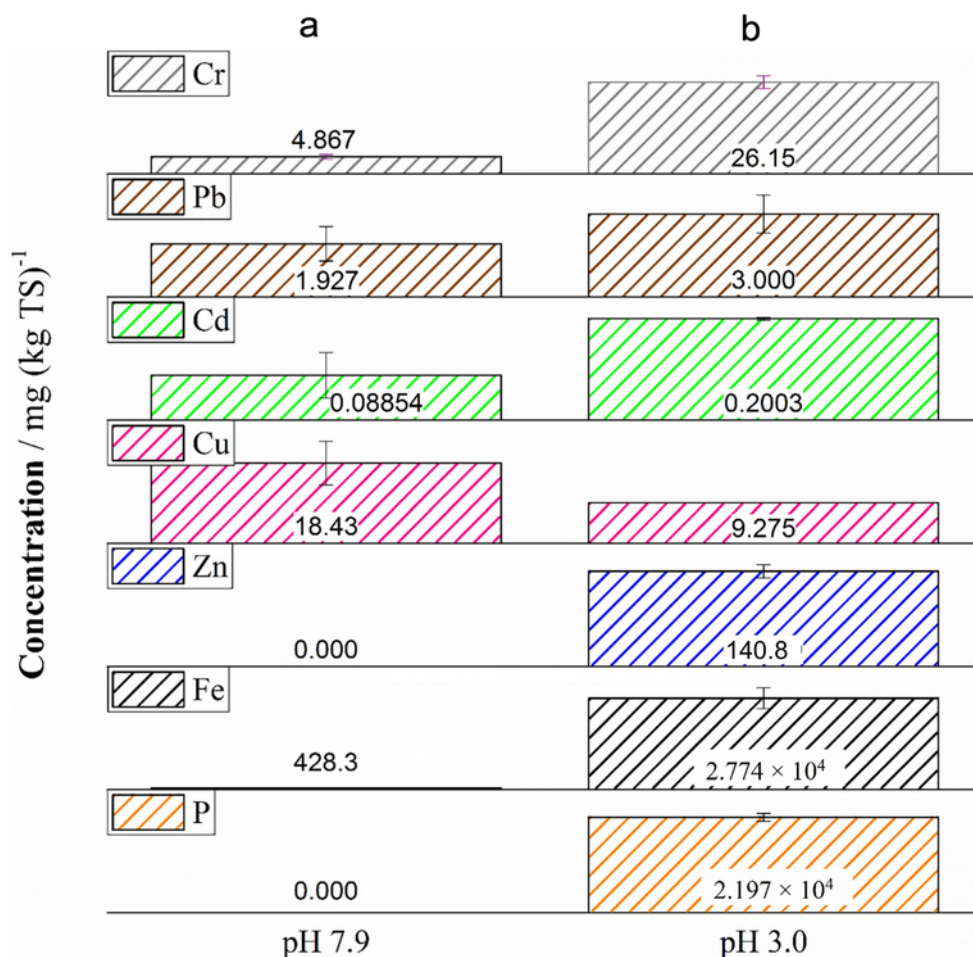 a b
Cr
4.867 26.15
Pb
1.927 3.000
Cd
0.08854 0.2003
Cu
18.43 9.275
Zn
0.000 140.8
Fe
428.3 2.774 × 10⁴
P
0.000 2.197 × 10⁴
pH 7.9 pH 3.0
Concentration / mg (kg TS)⁻¹